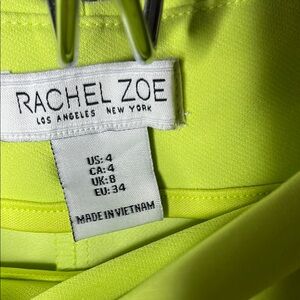 RACHEL ZOE
LOS ANGELES NEW YORK
US: 4
CA: 4
UK: 8
EU: 34
MADE IN VIETNAM